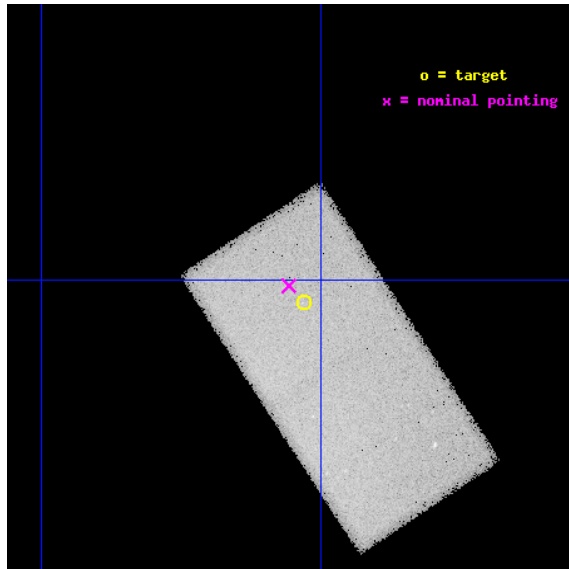 o = target
x = nominal pointing